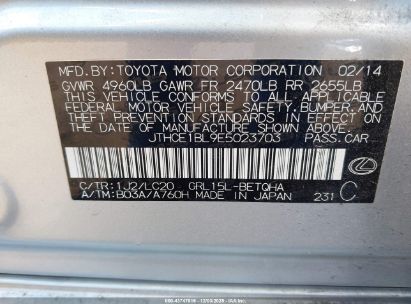 MFD. BY: TOYOTA MOTOR CORPORATION 02/14
GVWR 4960LB GAWR FR 2470LB RR 2655LB
THIS VEHICLE CONFORMS TO ALL APPLICABLE
FEDERAL MOTOR VEHICLE SAFETY, BUMPER, AND
THEFT PREVENTION STANDARDS IN EFFECT ON
THE DATE OF MANUFACTURE SHOWN ABOVE.
JTHCE1BL9E5023703 PASS. CAR
C/TR: 1J2/LC20 GRL15L-BETQHA
A/TM: B03A/A760H MADE IN JAPAN 231 C